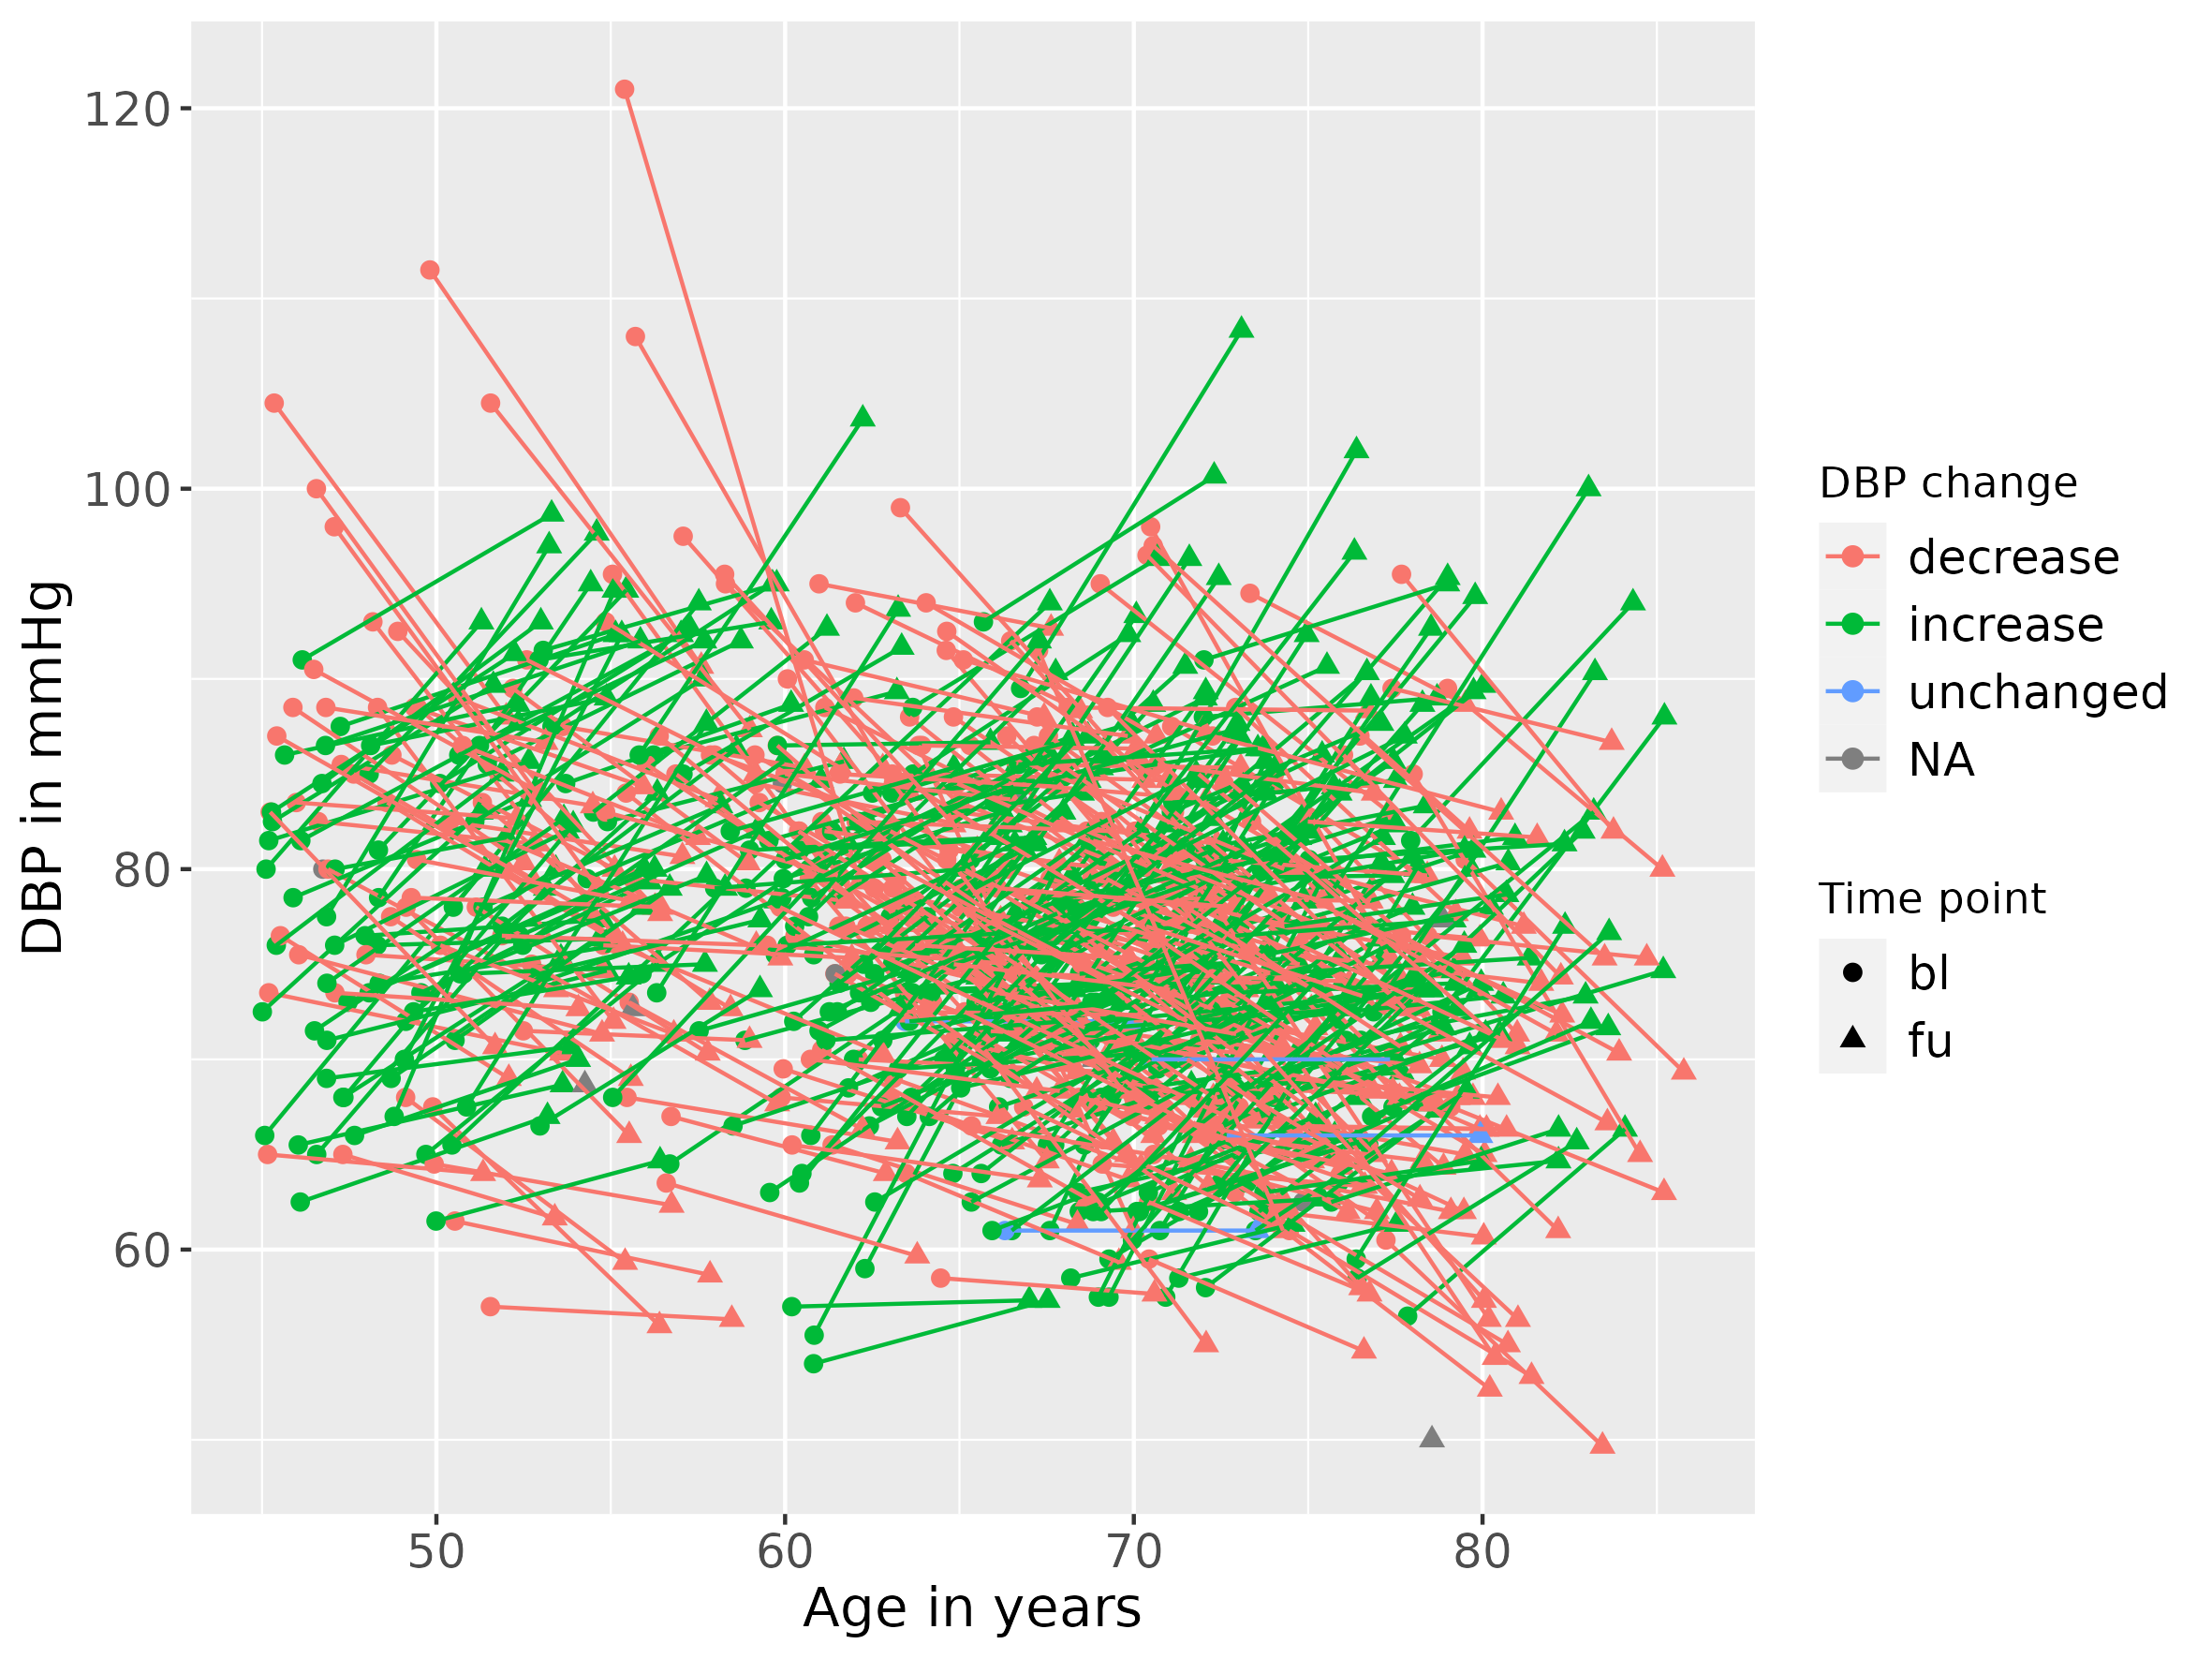 120
100
80
60
DBP in mmHg
50 60 70 80
Age in years
DBP change
decrease
increase
unchanged
NA
Time point
bl
fu